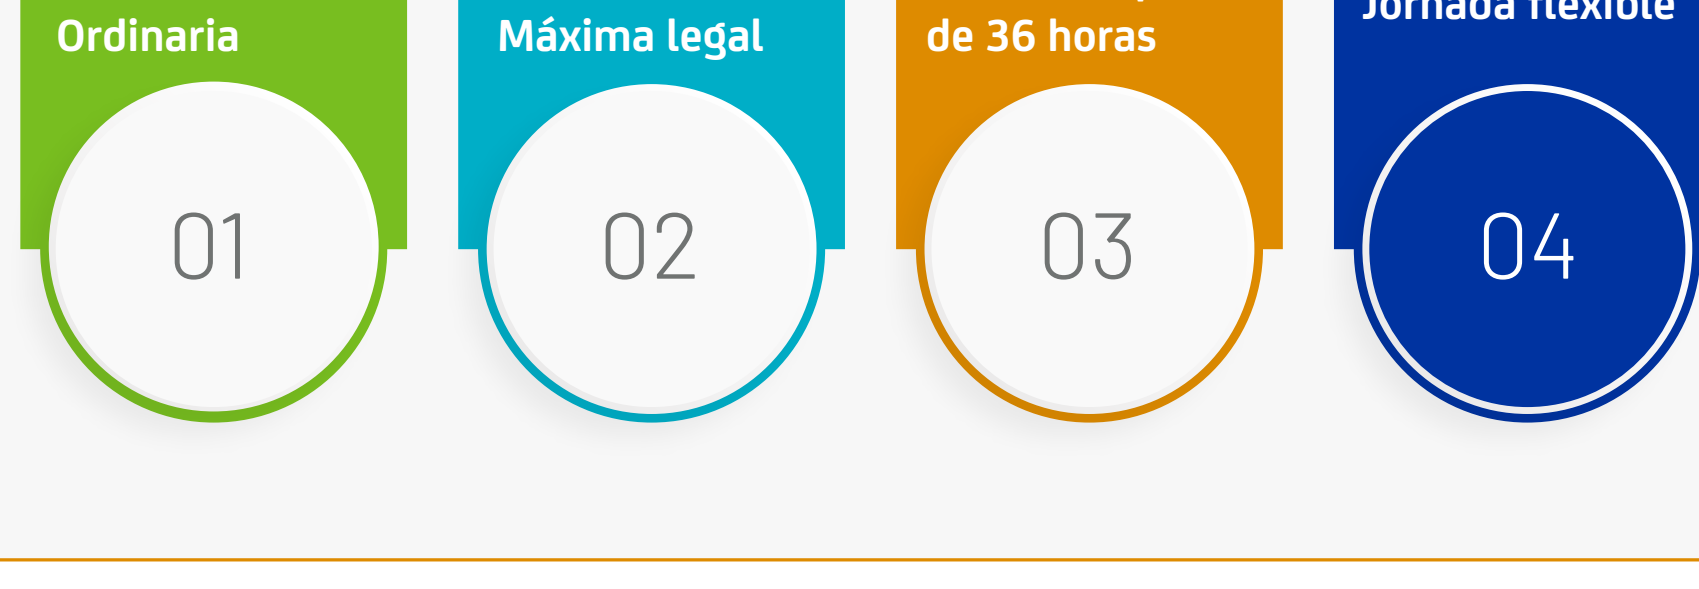 Ordinaria
Máxima legal
de 36 horas
Jornada flexible
01
02
03
04